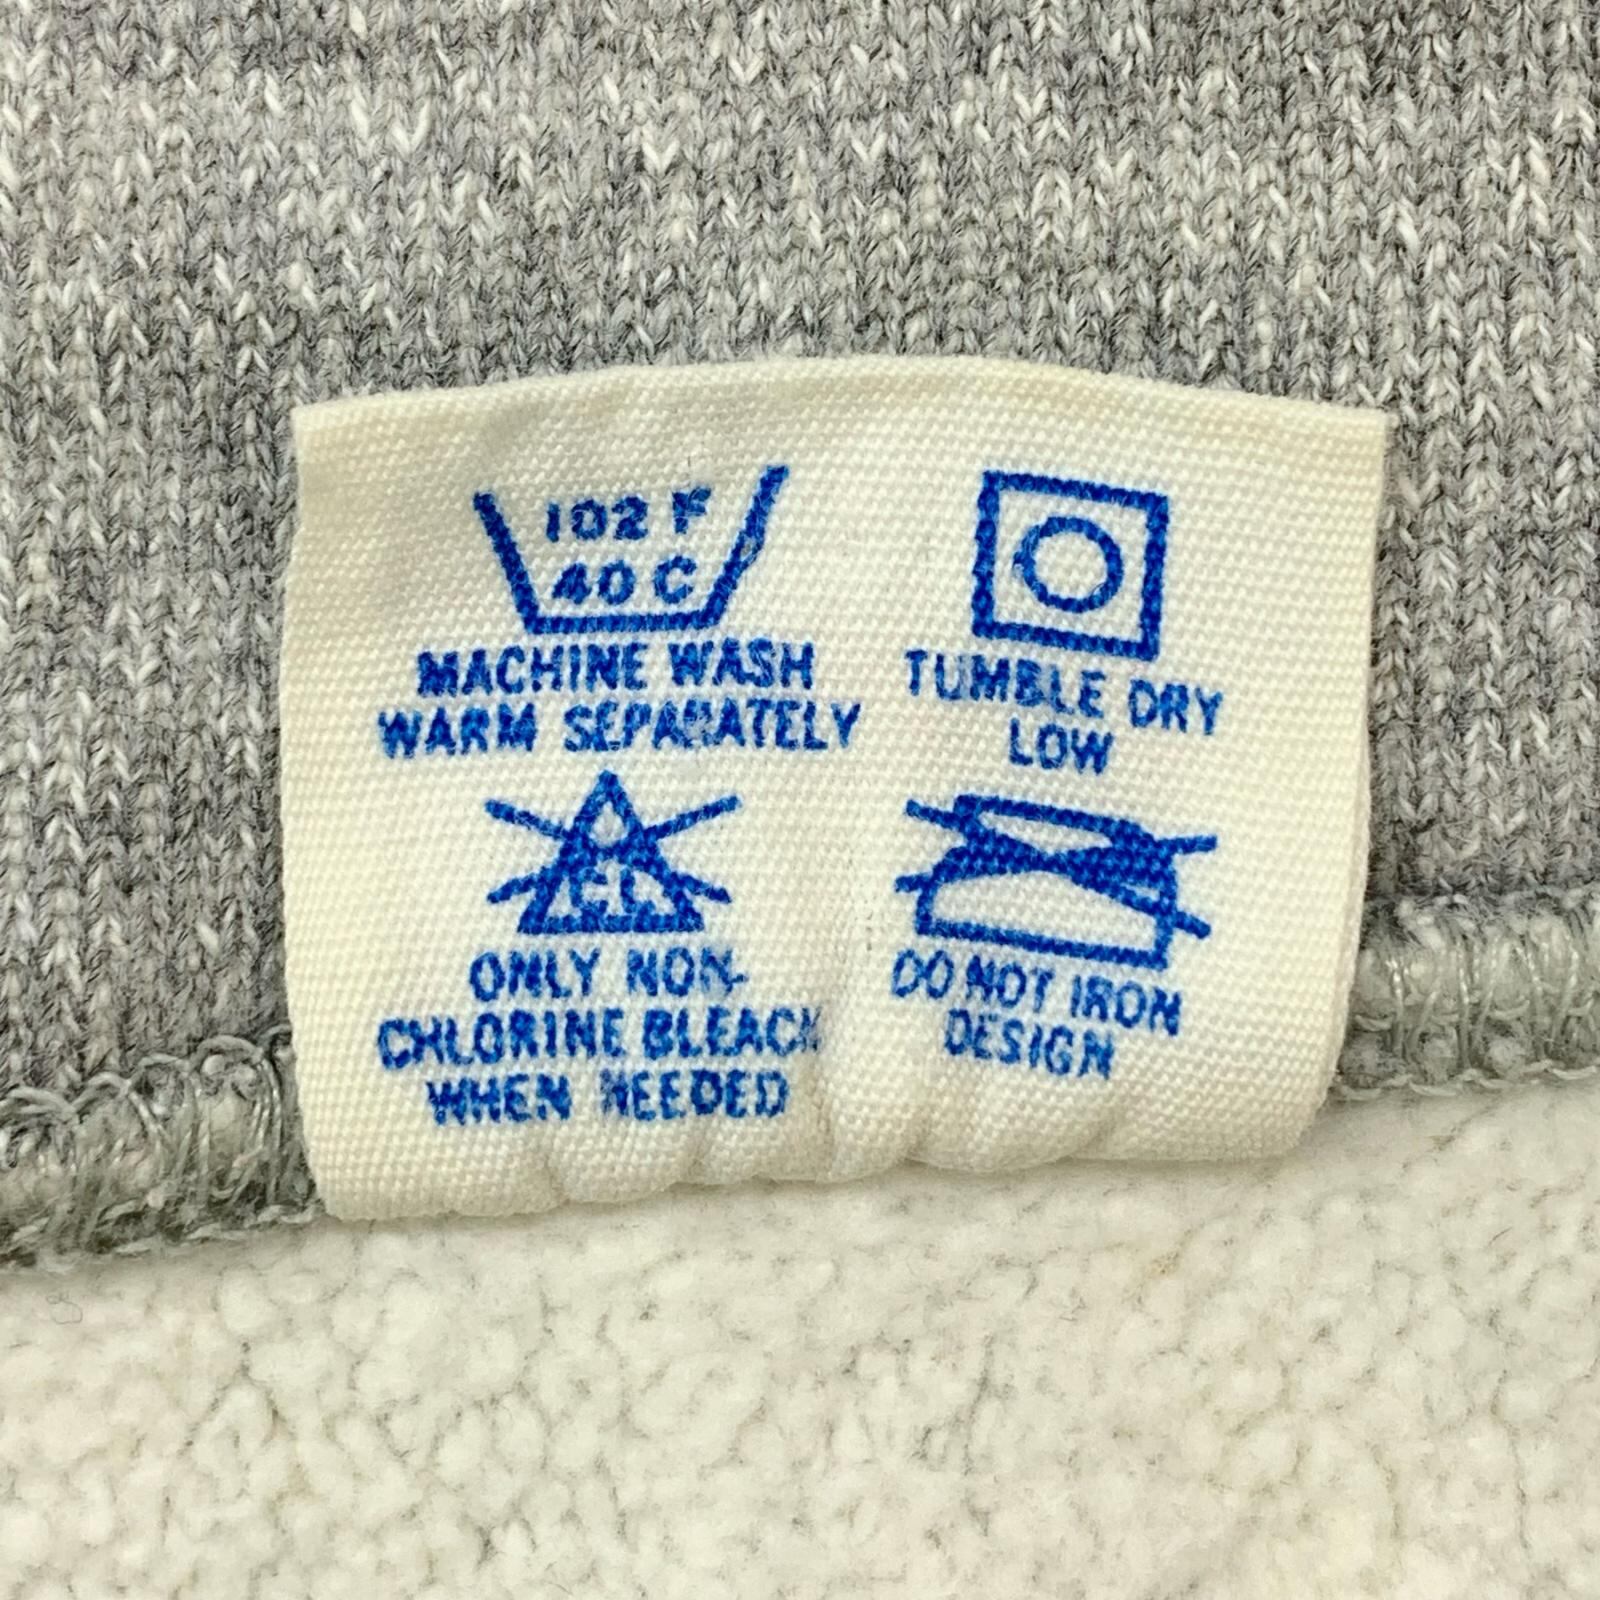 102 F
40 C
MACHINE WASH
WARM SEPARATELY
TUMBLE DRY
LOW
CL
ONLY NON-
CHLORINE BLEACH
WHEN NEEDED
DO NOT IRON
DESIGN